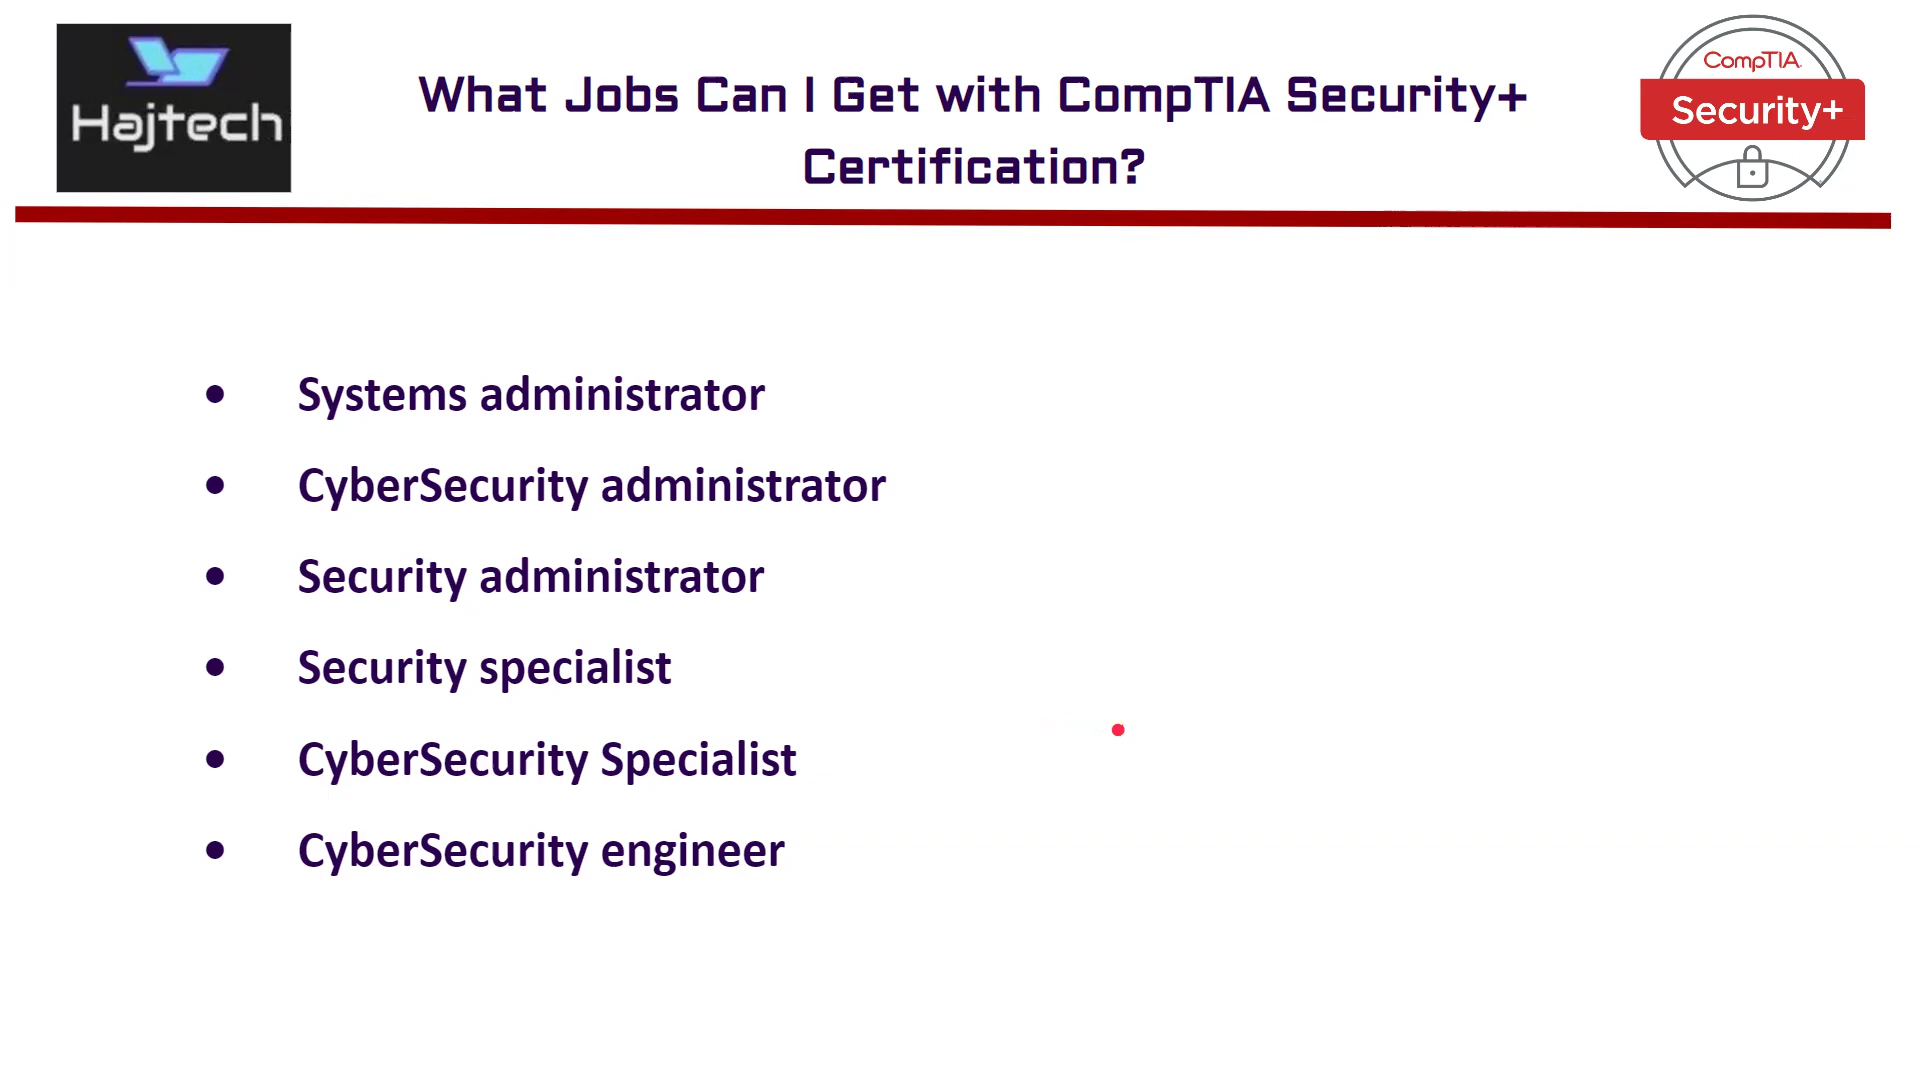 Hajtech
What Jobs Can I Get with CompTIA Security+
Certification?
CompTIA.
Security+
• Systems administrator
• CyberSecurity administrator
• Security administrator
• Security specialist
• CyberSecurity Specialist
• CyberSecurity engineer